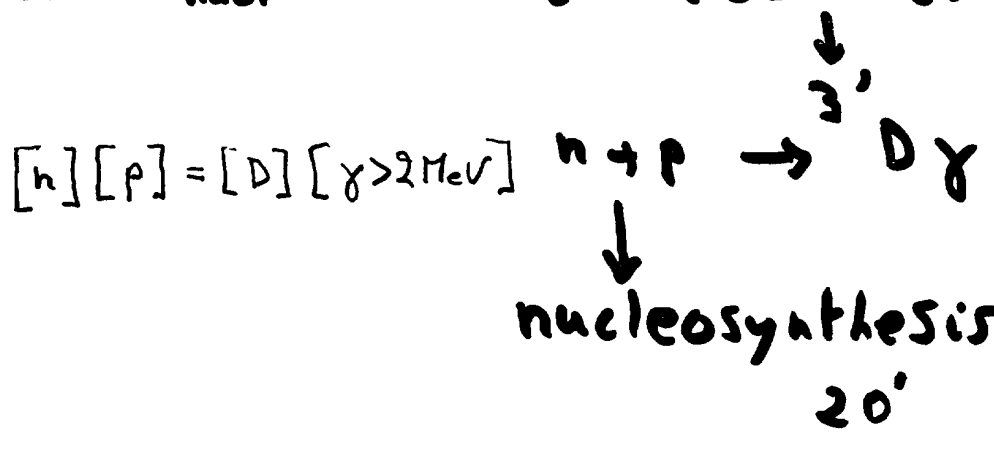 ↓
3'
[n][p] = [D][γ>2MeV] n + p → D γ
↓
nucleosynthesis
20'